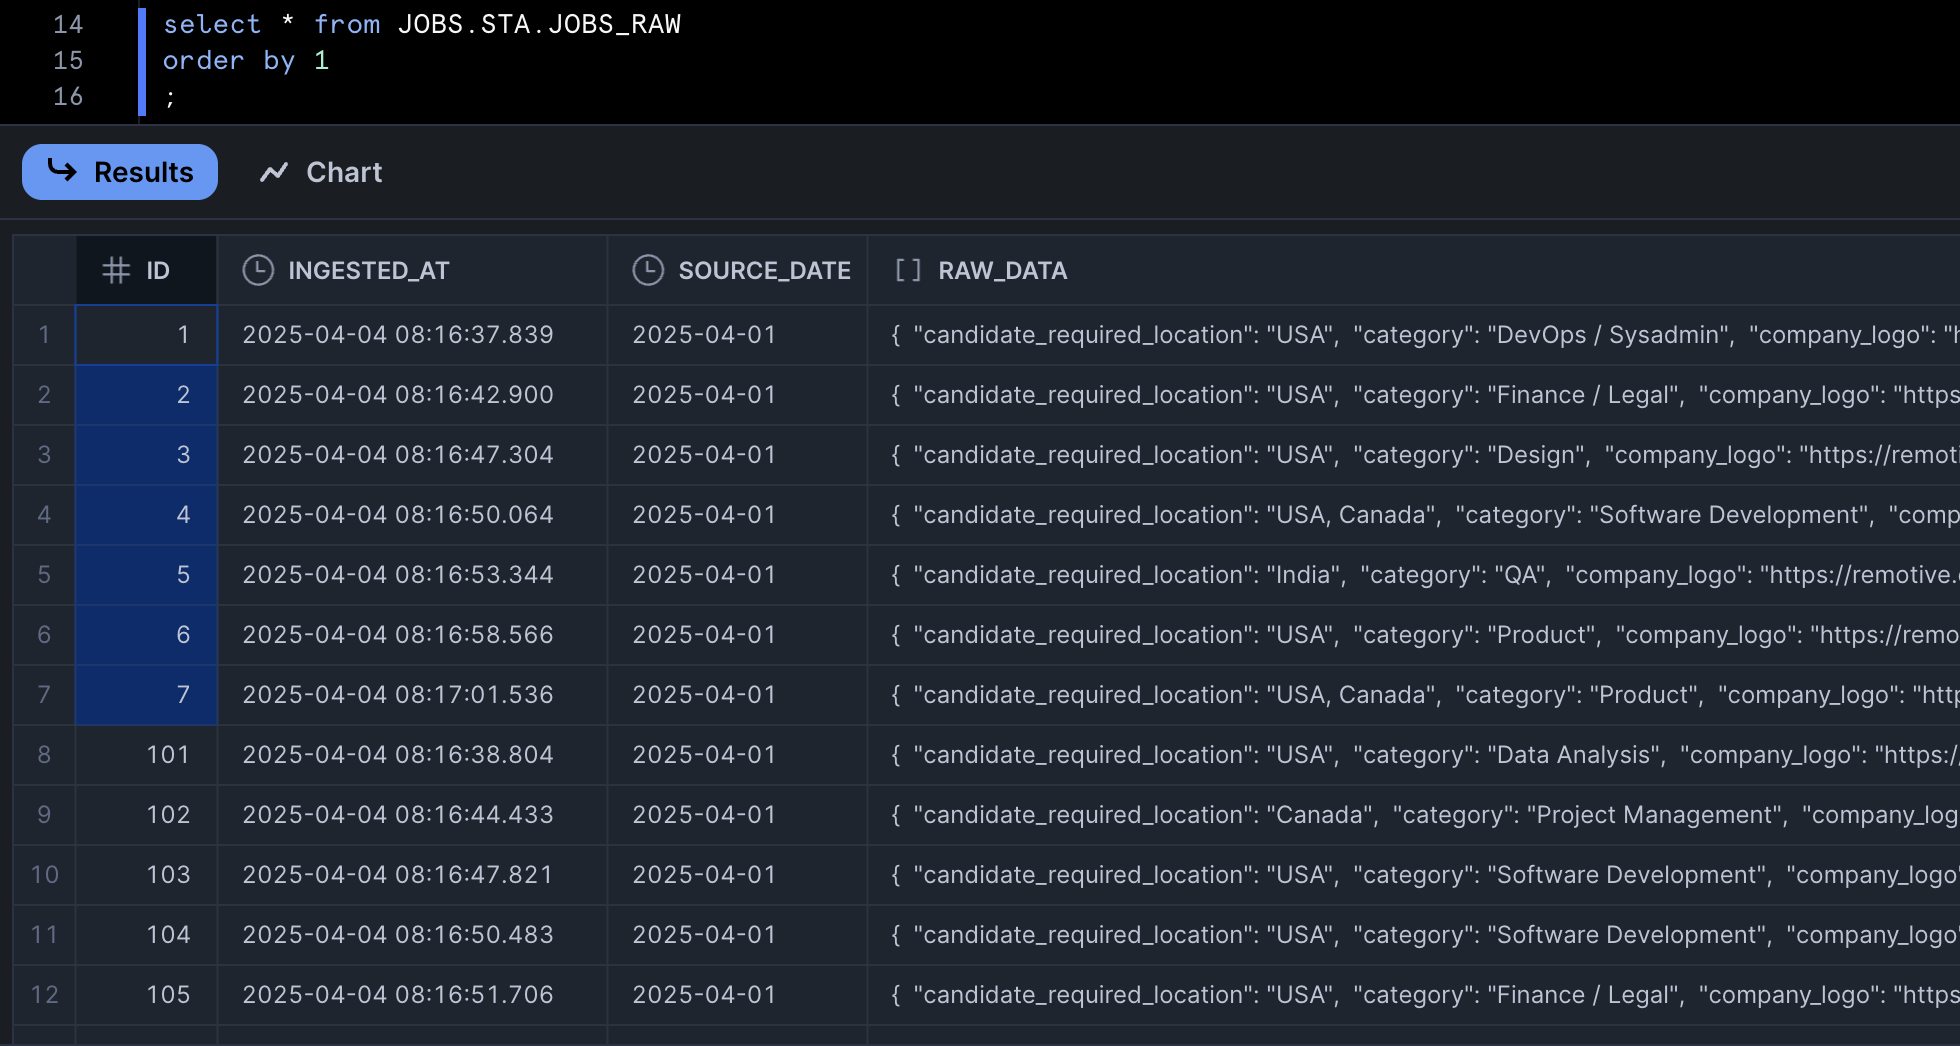 14 select * from JOBS.STA.JOBS_RAW
15 order by 1
16 ;
Results Chart
ID INGESTED_AT SOURCE_DATE [ ] RAW_DATA
1 1 2025-04-04 08:16:37.839 2025-04-01 { "candidate_required_location": "USA", "category": "DevOps / Sysadmin", "company_logo": "h
2 2 2025-04-04 08:16:42.900 2025-04-01 { "candidate_required_location": "USA", "category": "Finance / Legal", "company_logo": "https
3 3 2025-04-04 08:16:47.304 2025-04-01 { "candidate_required_location": "USA", "category": "Design", "company_logo": "https://remoti
4 4 2025-04-04 08:16:50.064 2025-04-01 { "candidate_required_location": "USA, Canada", "category": "Software Development", "comp
5 5 2025-04-04 08:16:53.344 2025-04-01 { "candidate_required_location": "India", "category": "QA", "company_logo": "https://remotive.
6 6 2025-04-04 08:16:58.566 2025-04-01 { "candidate_required_location": "USA", "category": "Product", "company_logo": "https://remo
7 7 2025-04-04 08:17:01.536 2025-04-01 { "candidate_required_location": "USA, Canada", "category": "Product", "company_logo": "http
8 101 2025-04-04 08:16:38.804 2025-04-01 { "candidate_required_location": "USA", "category": "Data Analysis", "company_logo": "https:/
9 102 2025-04-04 08:16:44.433 2025-04-01 { "candidate_required_location": "Canada", "category": "Project Management", "company_log
10 103 2025-04-04 08:16:47.821 2025-04-01 { "candidate_required_location": "USA", "category": "Software Development", "company_logo"
11 104 2025-04-04 08:16:50.483 2025-04-01 { "candidate_required_location": "USA", "category": "Software Development", "company_logo"
12 105 2025-04-04 08:16:51.706 2025-04-01 { "candidate_required_location": "USA", "category": "Finance / Legal", "company_logo": "https